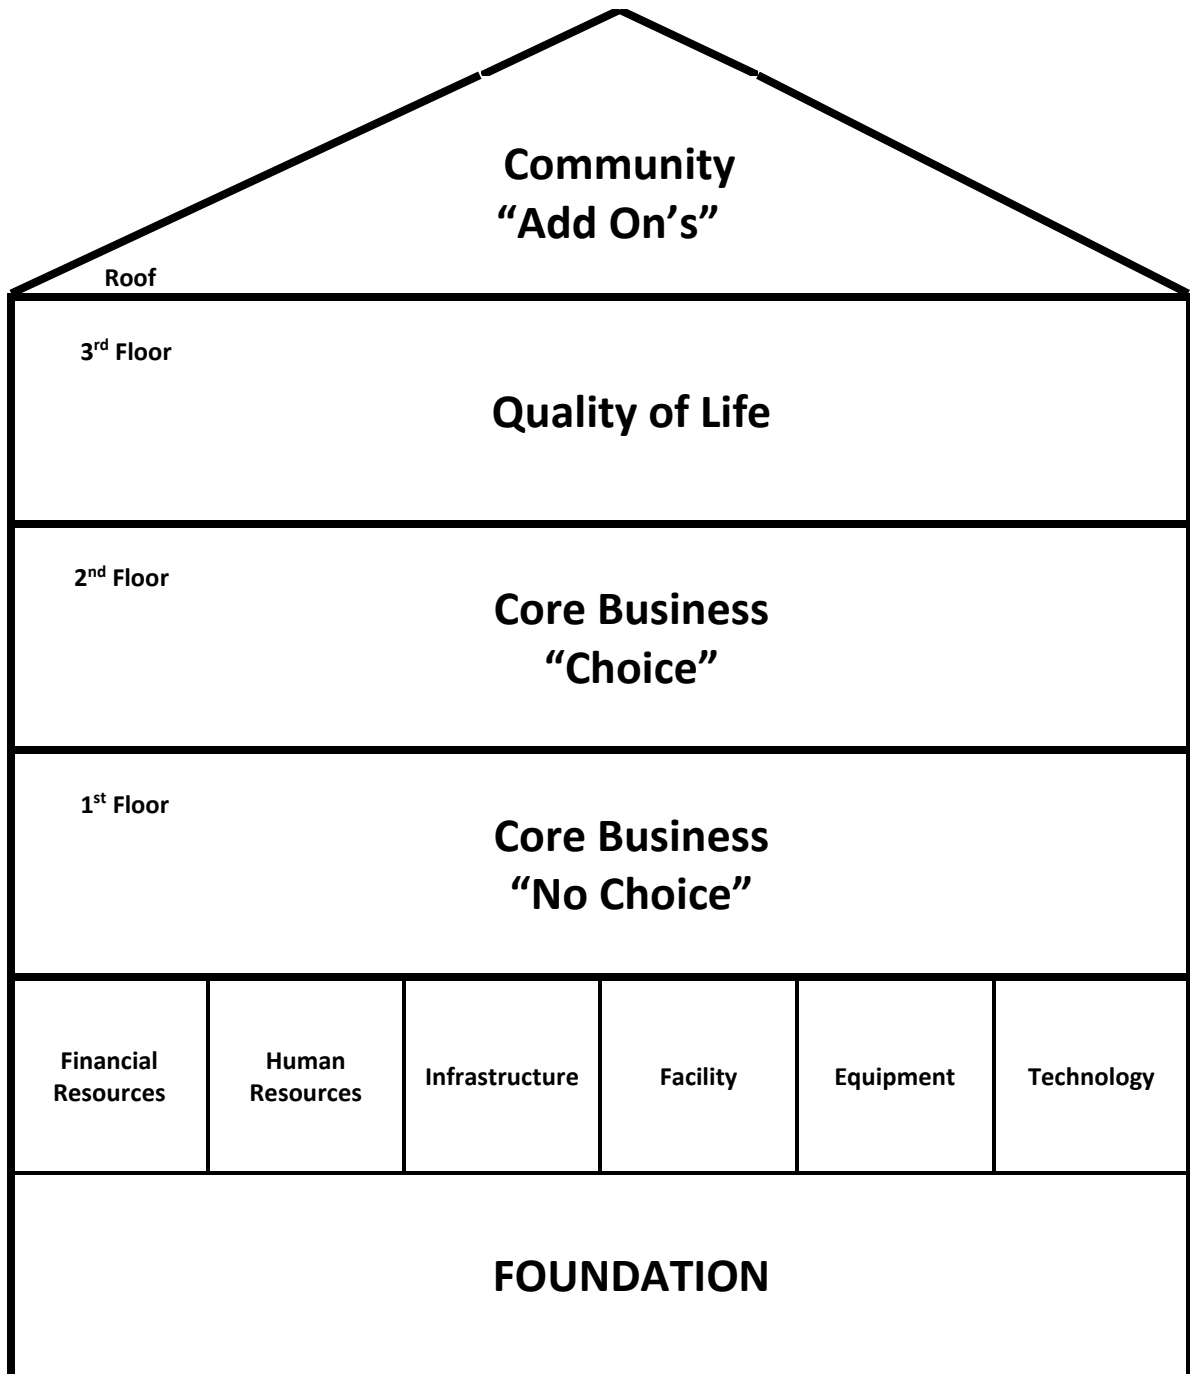 Community
“Add On’s”
Roof
3rd Floor
Quality of Life
2nd Floor
Core Business
“Choice”
1st Floor
Core Business
“No Choice”
Financial
Resources
Human
Resources
Infrastructure
Facility
Equipment
Technology
FOUNDATION